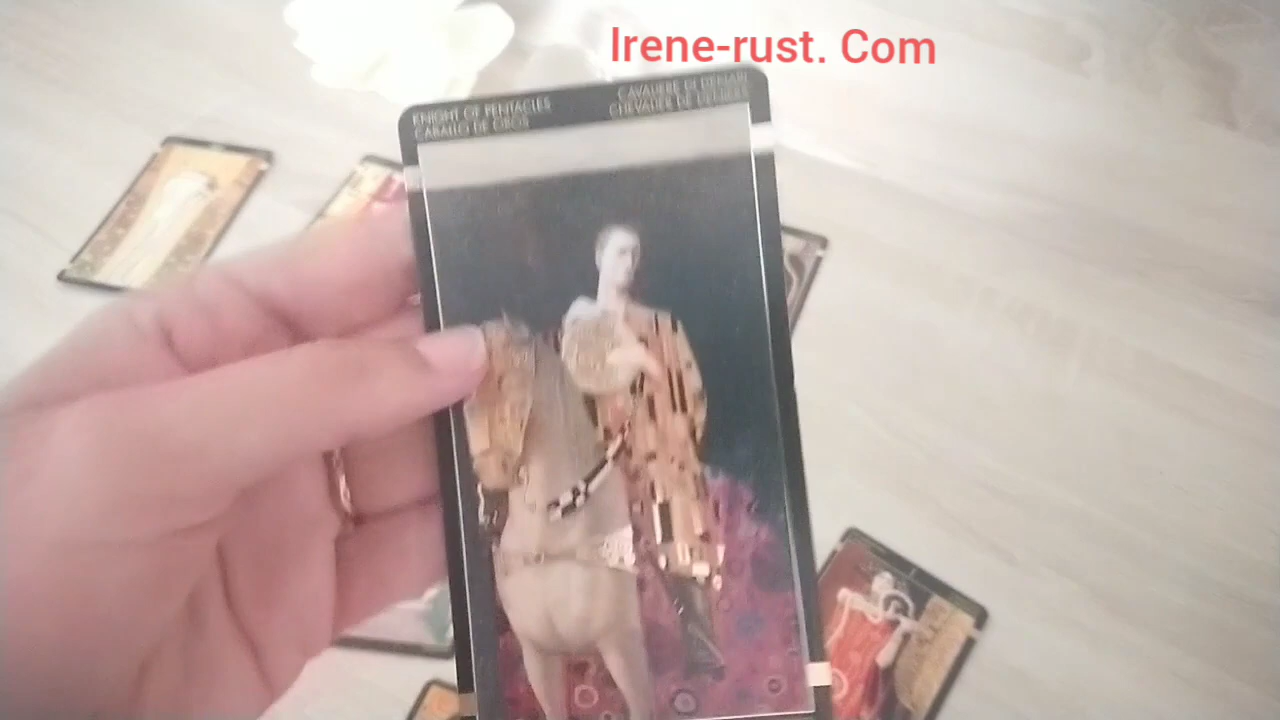 Irene-rust. Com
KNIGHT OF PENTACLES
CABALLO DE OROS
CAVALIERE DI DENARI
CHEVALIER DE DENIERS